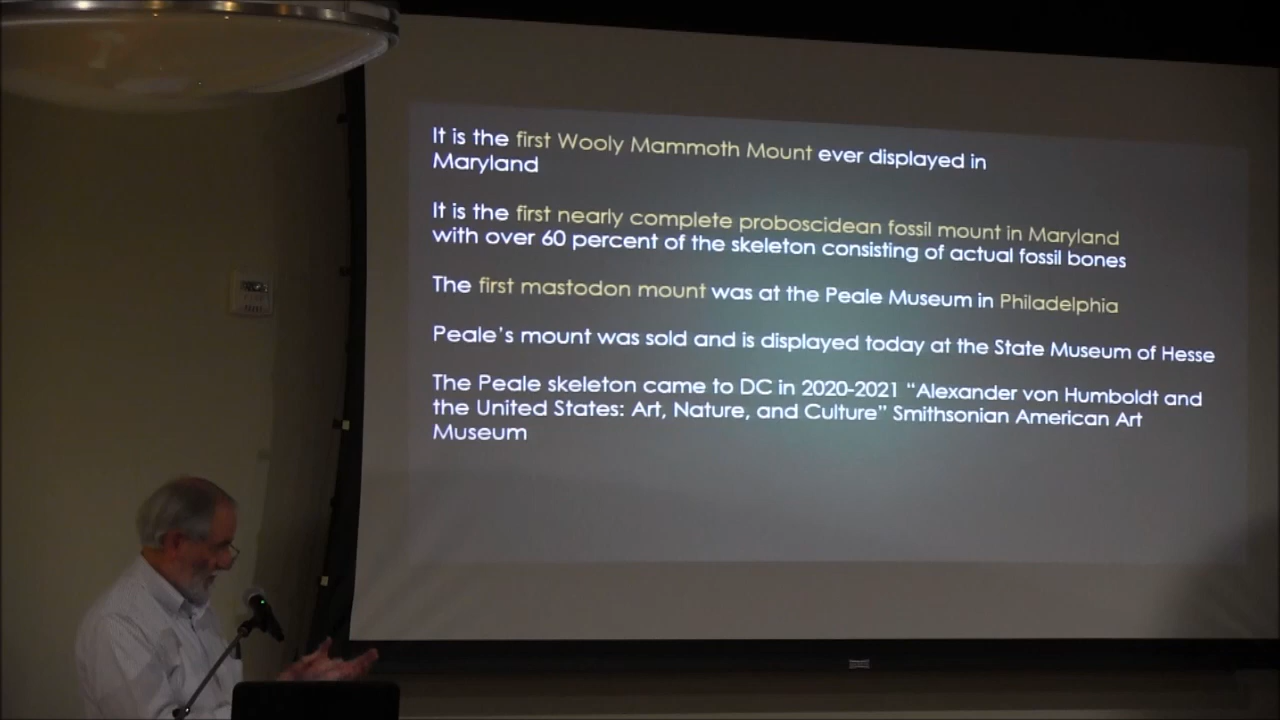 It is the first Wooly Mammoth Mount ever displayed in
Maryland
It is the first nearly complete proboscidean fossil mount in Maryland
with over 60 percent of the skeleton consisting of actual fossil bones
The first mastodon mount was at the Peale Museum in Philadelphia
Peale's mount was sold and is displayed today at the State Museum of Hesse
The Peale skeleton came to DC in 2020-2021 “Alexander von Humboldt and
the United States: Art, Nature, and Culture” Smithsonian American Art
Museum